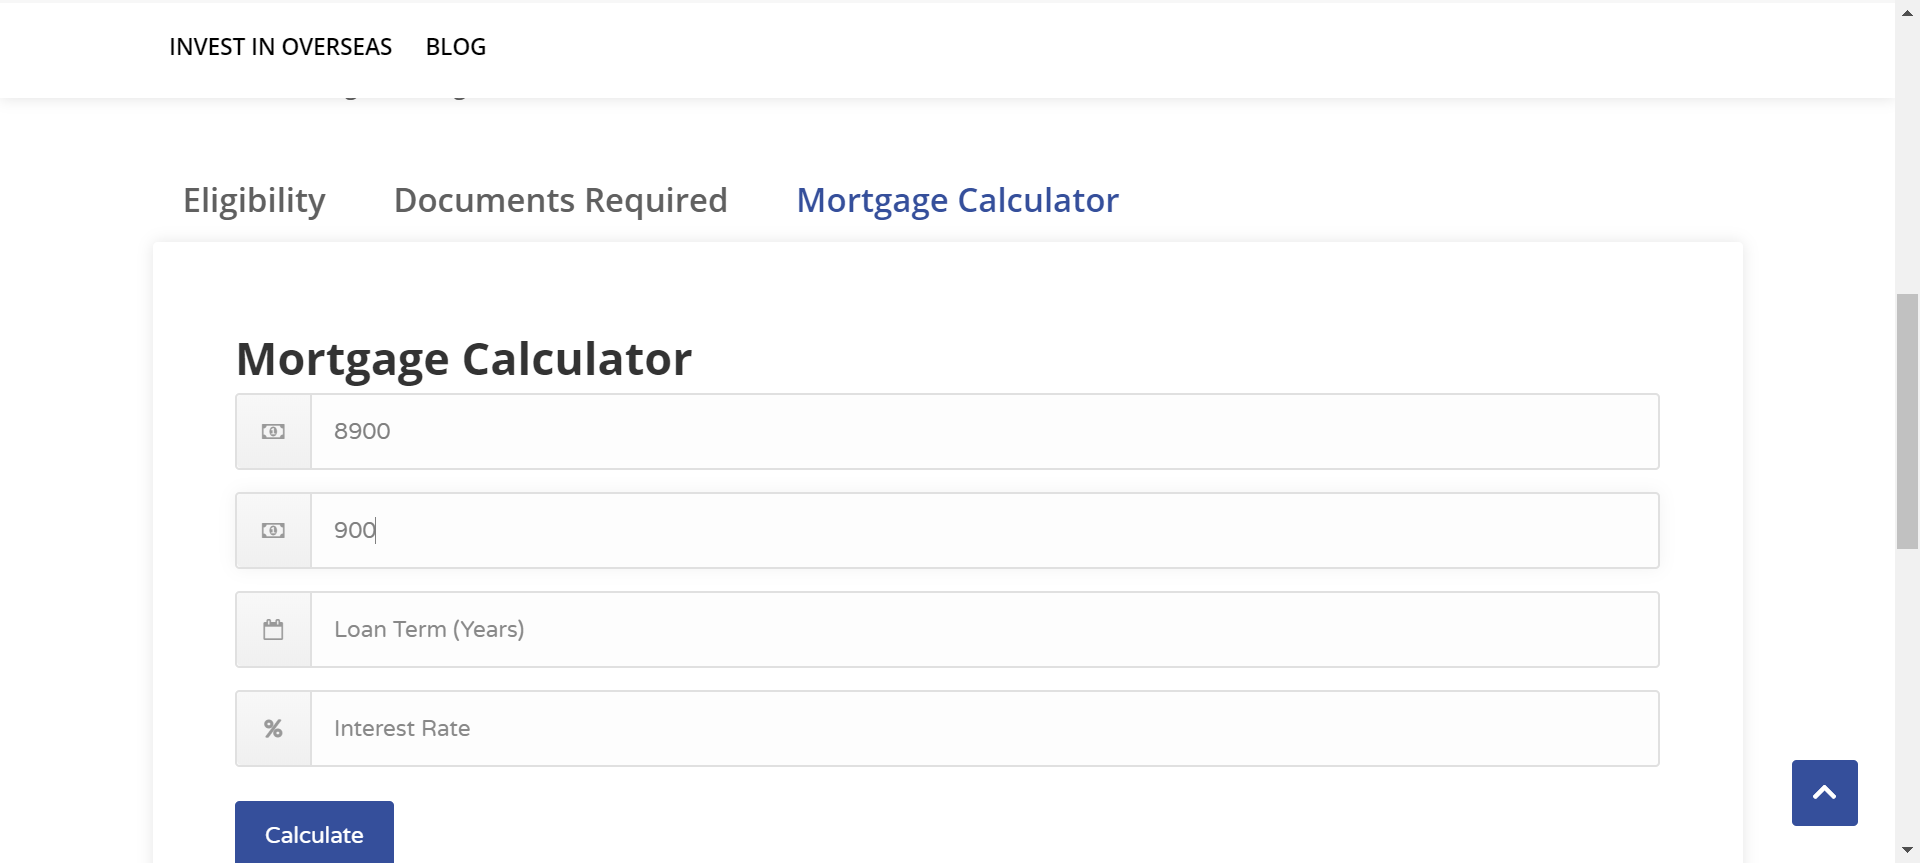 INVEST IN OVERSEAS BLOG
Eligibility Documents Required Mortgage Calculator
Mortgage Calculator
8900
900
Loan Term (Years)
% Interest Rate
Calculate